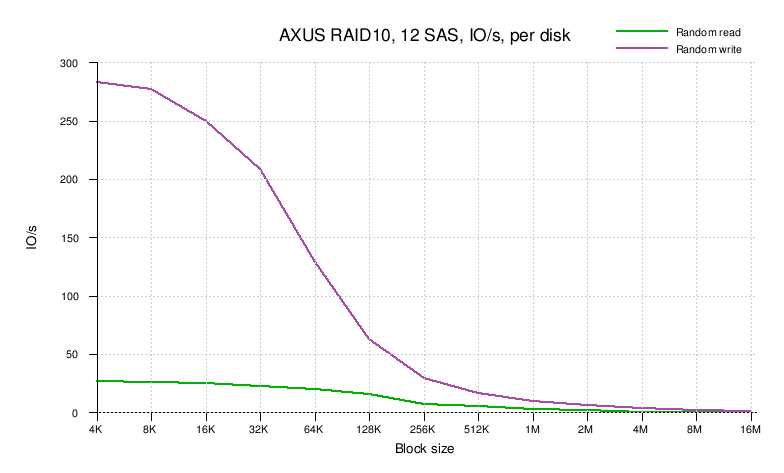 AXUS RAID10, 12 SAS, IO/s, per disk
Random read
Random write
300
250
200
150
100
50
0
IO/s
4K 8K 16K 32K 64K 128K 256K 512K 1M 2M 4M 8M 16M
Block size